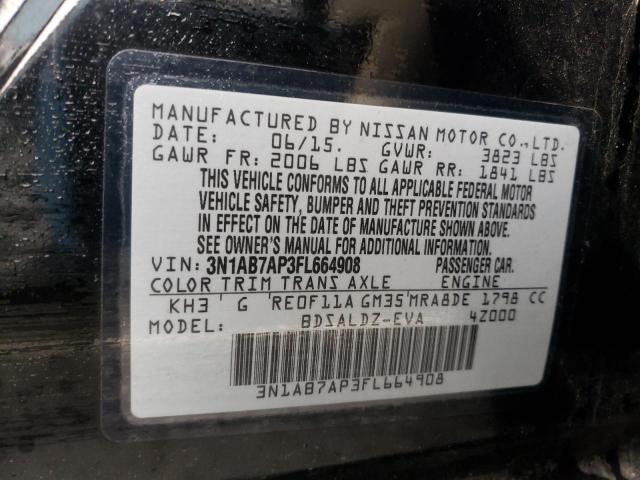 MANUFACTURED BY NISSAN MOTOR CO., LTD.
DATE: 06/15. GVWR: 3823 LBS
GAWR FR: 2006 LBS GAWR RR: 1841 LBS
THIS VEHICLE CONFORMS TO ALL APPLICABLE FEDERAL MOTOR
VEHICLE SAFETY, BUMPER AND THEFT PREVENTION STANDARDS
IN EFFECT ON THE DATE OF MANUFACTURE SHOWN ABOVE.
SEE OWNER'S MANUAL FOR ADDITIONAL INFORMATION.
VIN: 3N1AB7AP3FL664908 PASSENGER CAR.
COLOR TRIM TRANS AXLE ENGINE
KH3 G RE0F11A GM35 MRA8DE 1798 CC
MODEL: BDSALDZ-EVA 4Z000
3N1AB7AP3FL664908